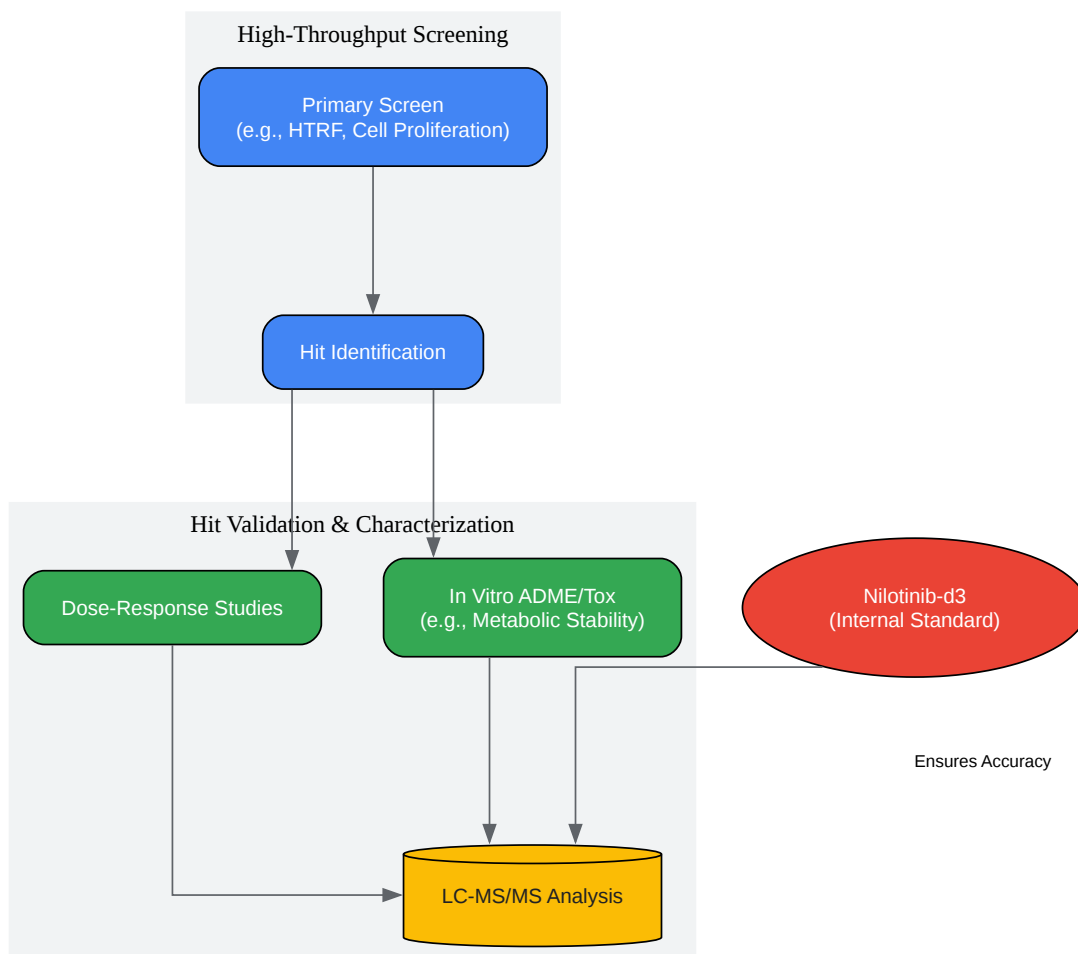 High-Throughput Screening
Primary Screen
(e.g., HTRF, Cell Proliferation)
Hit Identification
Hit Validation & Characterization
Dose-Response Studies
In Vitro ADME/Tox
(e.g., Metabolic Stability)
Nilotinib-d3
(Internal Standard)
Ensures Accuracy
LC-MS/MS Analysis